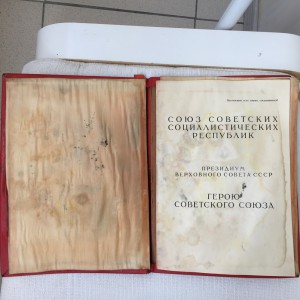 СОЮЗ СОВЕТСКИХ
СОЦИАЛИСТИЧЕСКИХ
РЕСПУБЛИК
ПРЕЗИДИУМ
ВЕРХОВНОГО СОВЕТА СССР
ГЕРОЮ
СОВЕТСКОГО СОЮЗА